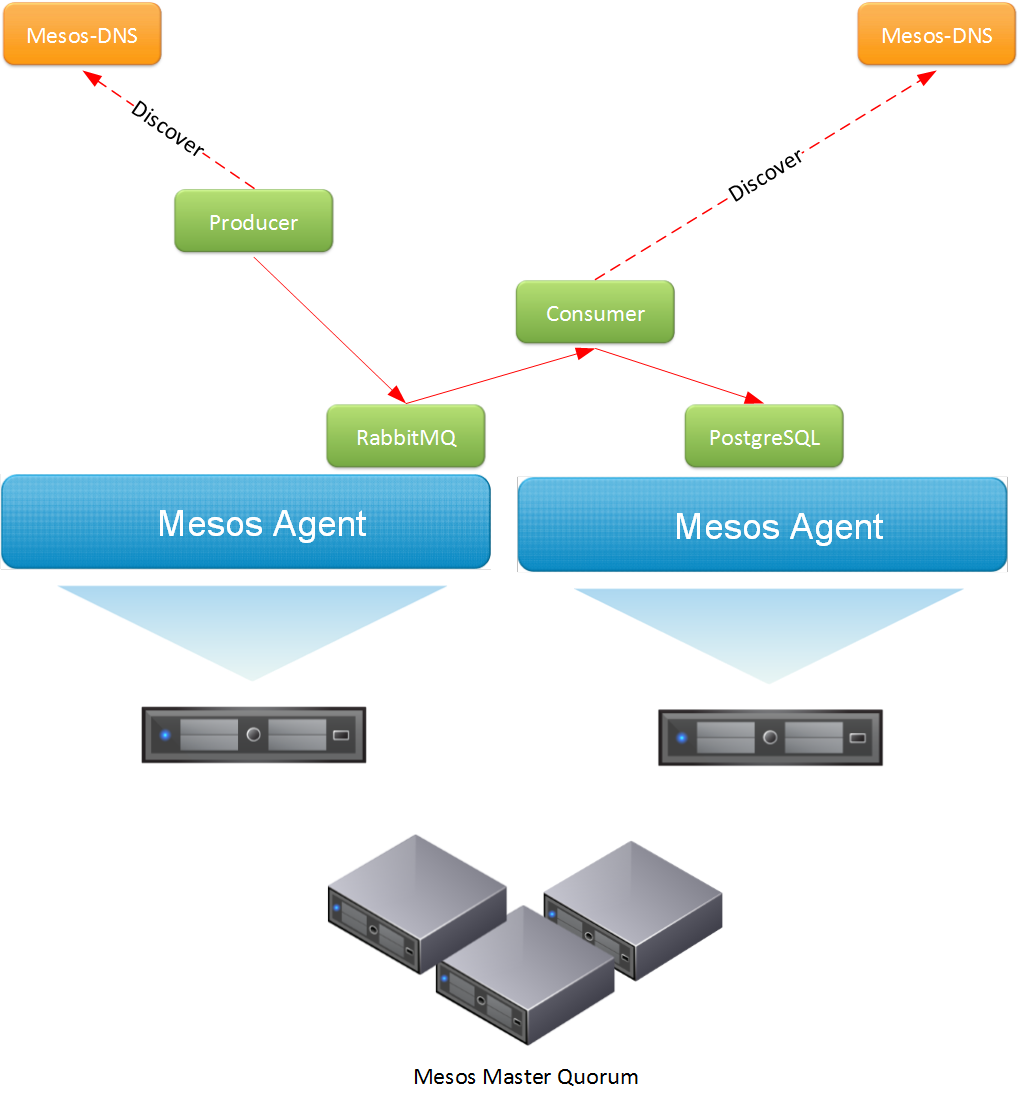 Mesos-DNS
Mesos-DNS
Discover
Discover
Producer
Consumer
RabbitMQ
PostgreSQL
Mesos Agent
Mesos Agent
Mesos Master Quorum